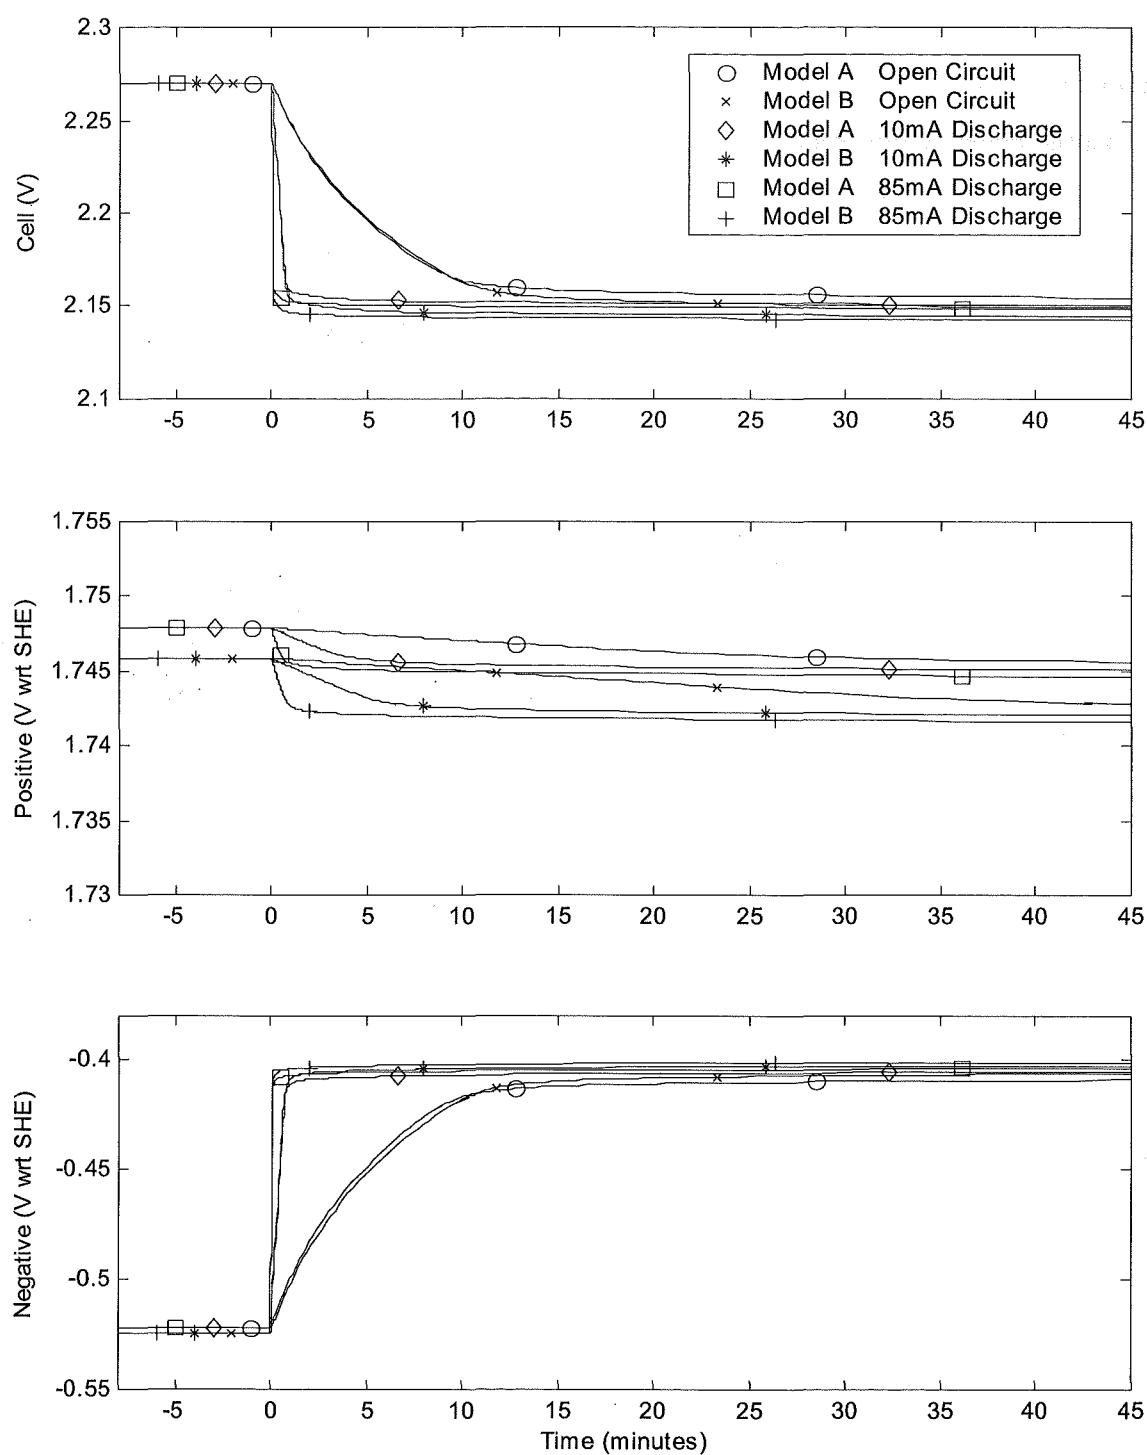 2.3
2.25
2.2
2.15
2.1
Cell (V)
-5 0 5 10 15 20 25 30 35 40 45
Model A Open Circuit
Model B Open Circuit
Model A 10mA Discharge
Model B 10mA Discharge
Model A 85mA Discharge
Model B 85mA Discharge
1.755
1.75
1.745
1.74
1.735
1.73
Positive (V wrt SHE)
-5 0 5 10 15 20 25 30 35 40 45
-0.4
-0.45
-0.5
-0.55
Negative (V wrt SHE)
-5 0 5 10 15 20 25 30 35 40 45
Time (minutes)